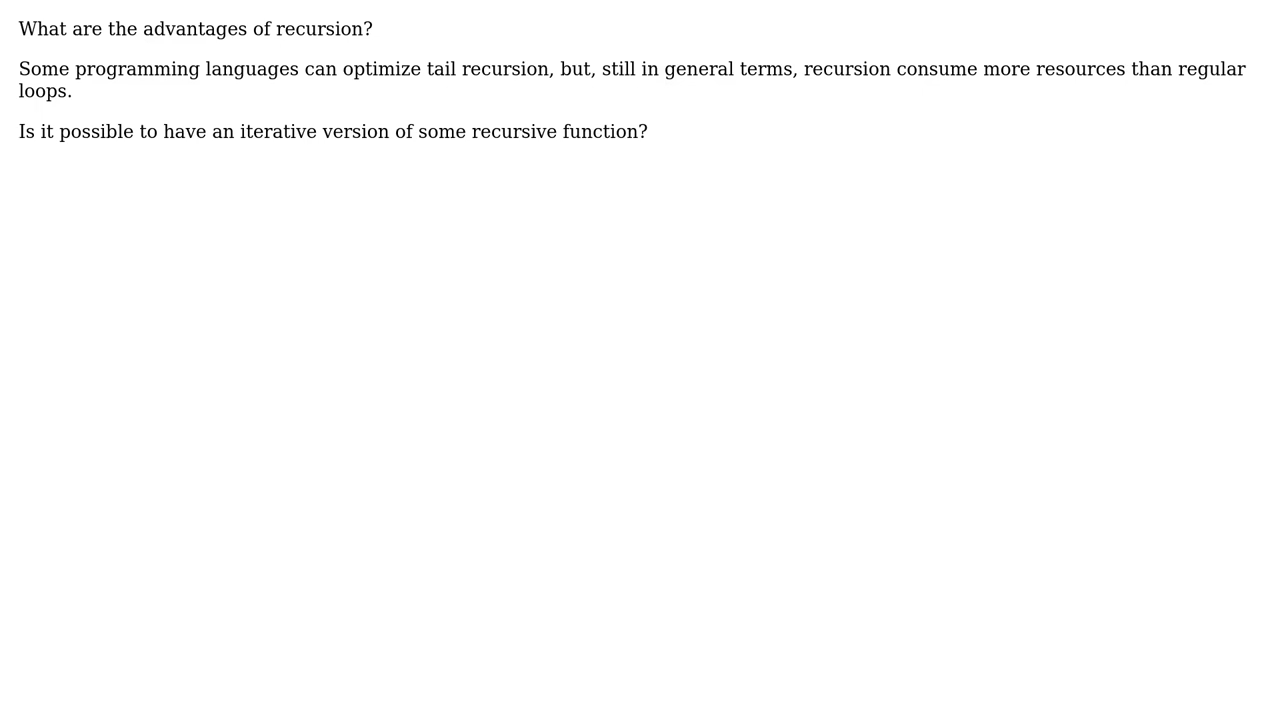 What are the advantages of recursion?
Some programming languages can optimize tail recursion, but, still in general terms, recursion consume more resources than regular
loops.
Is it possible to have an iterative version of some recursive function?